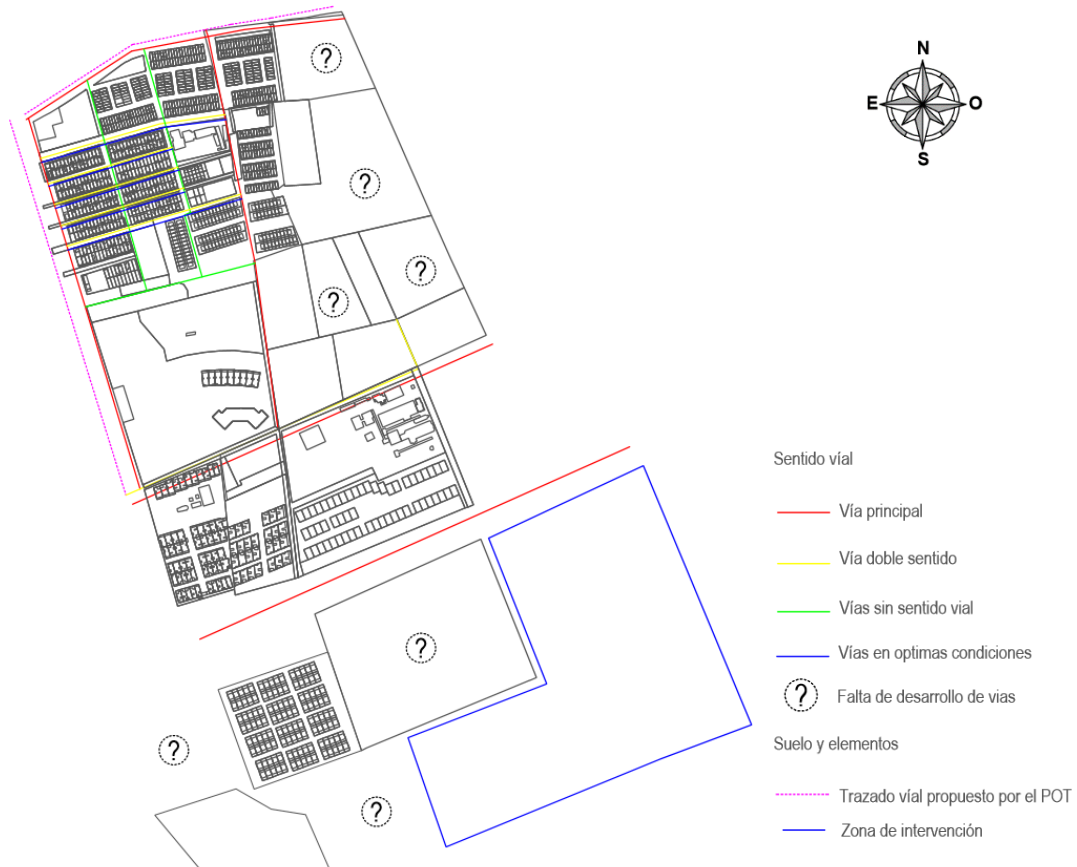 N
E
O
S
?
?
?
?
?
?
?
Sentido víal
Vía principal
Vía doble sentido
Vías sin sentido vial
Vías en optimas condiciones
? Falta de desarrollo de vias
Suelo y elementos
Trazado víal propuesto por el POT
Zona de intervención